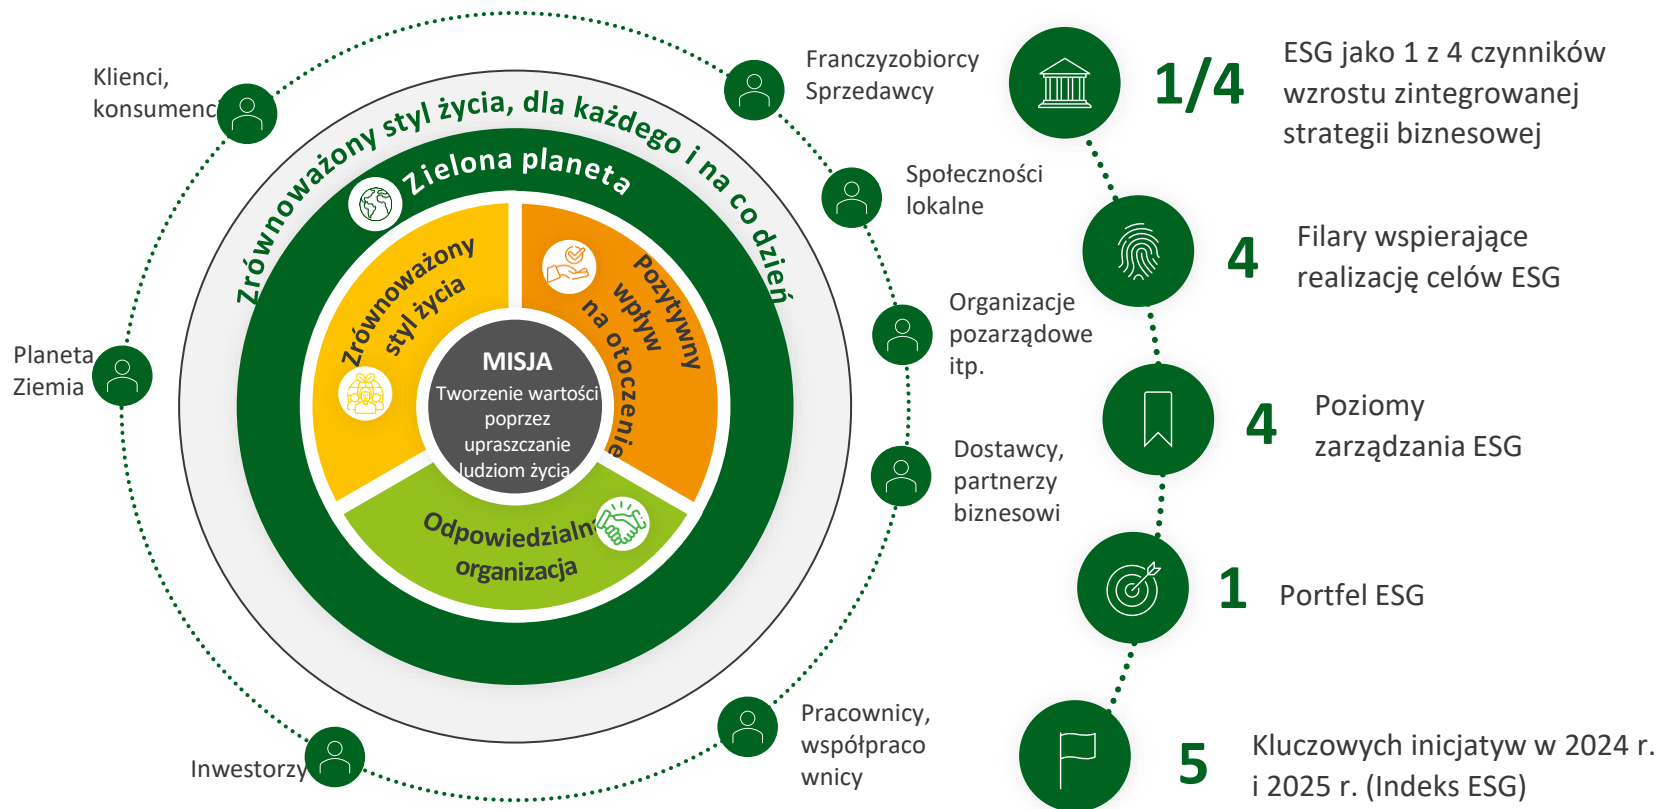 Klienci,
konsumenci
Franczyzobiorcy
Sprzedawcy
Społeczności
lokalne
Organizacje
pozarządowe
itp.
Dostawcy,
partnerzy
biznesowi
Pracownicy,
współpraco
wnicy
Inwestorzy
Planeta
Ziemia
Zrównoważony styl życia, dla każdego i na co dzień
Zielona planeta
Zrównoważony
styl życia
Pozytywny
wpływ
na otoczenie
Odpowiedzialna
organizacja
MISJA
Tworzenie wartości
poprzez
upraszczanie
ludziom życia
1/4
ESG jako 1 z 4 czynników
wzrostu zintegrowanej
strategii biznesowej
4
Filary wspierające
realizację celów ESG
4
Poziomy
zarządzania ESG
1
Portfel ESG
5
Kluczowych inicjatyw w 2024 r.
i 2025 r. (Indeks ESG)